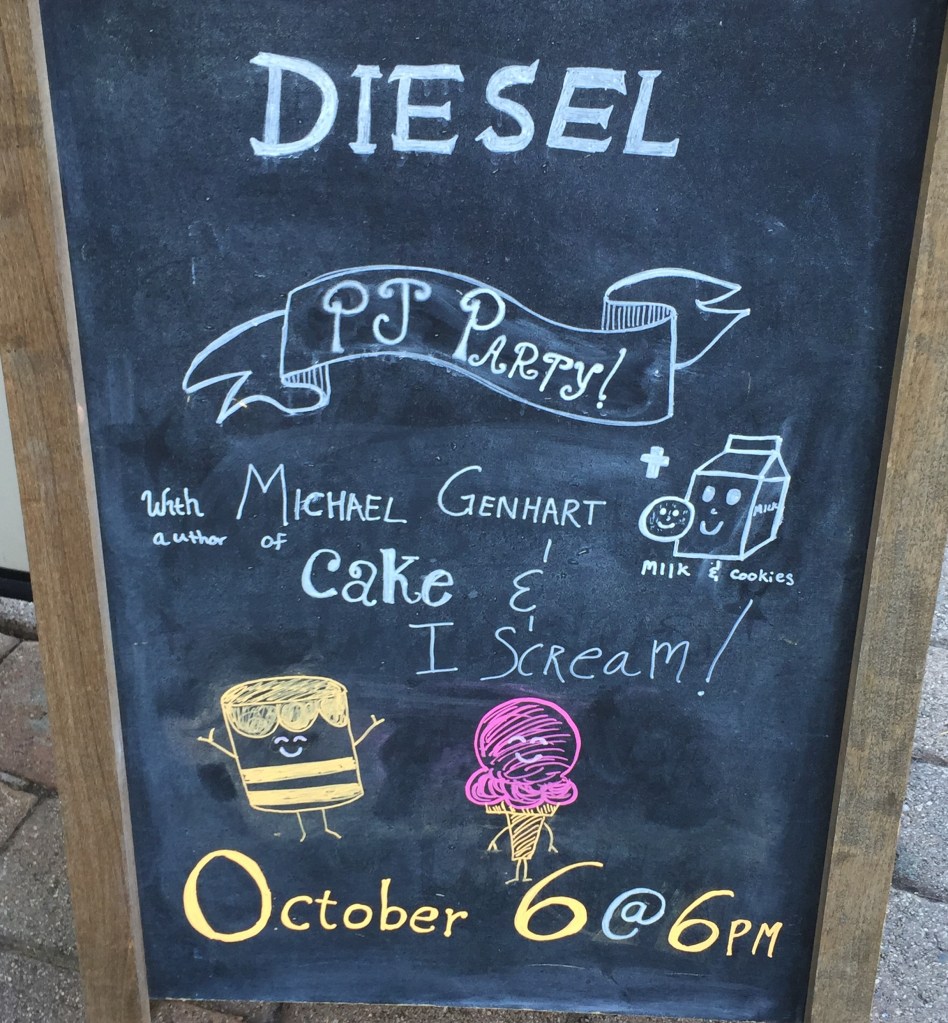 DIESEL
PJ PARTY!
With MICHAEL GENHART
author of
+
MILK
MIlk & cookies
Cake &
I Scream!
October 6 @ 6PM